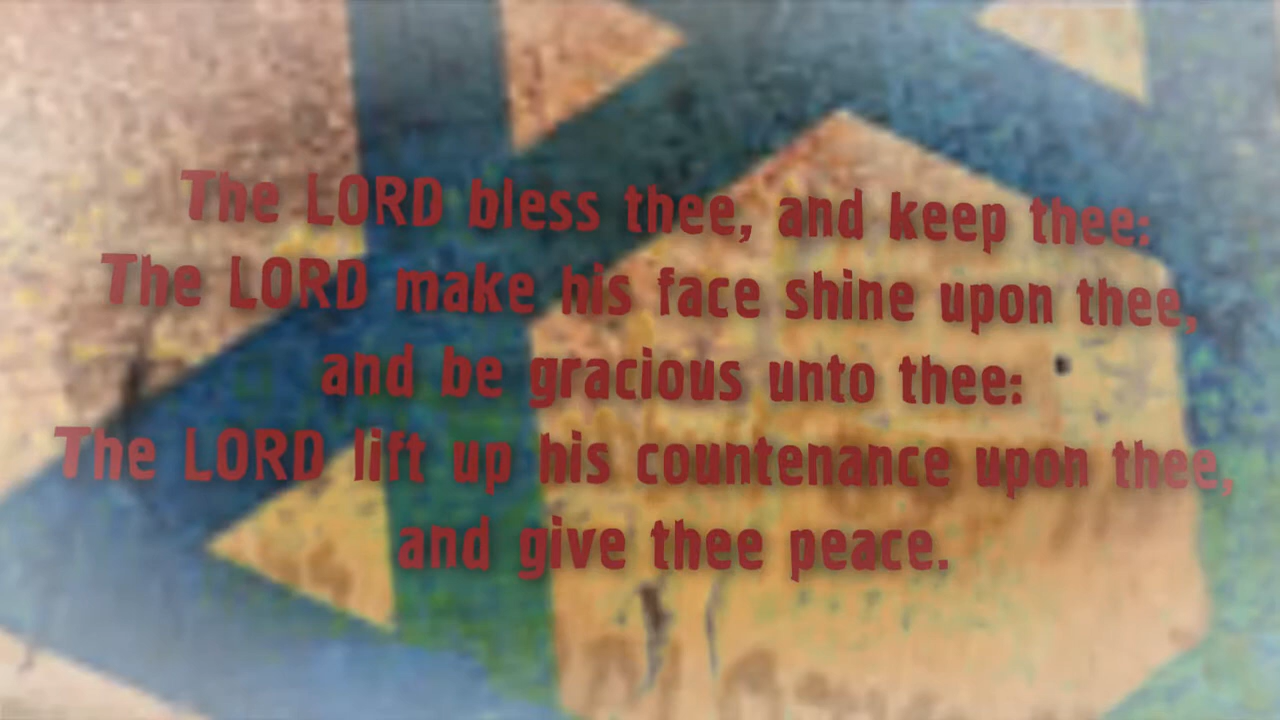 The LORD bless thee, and keep thee:
The LORD make his face shine upon thee,
and be gracious unto thee:
The LORD lift up his countenance upon thee,
and give thee peace.